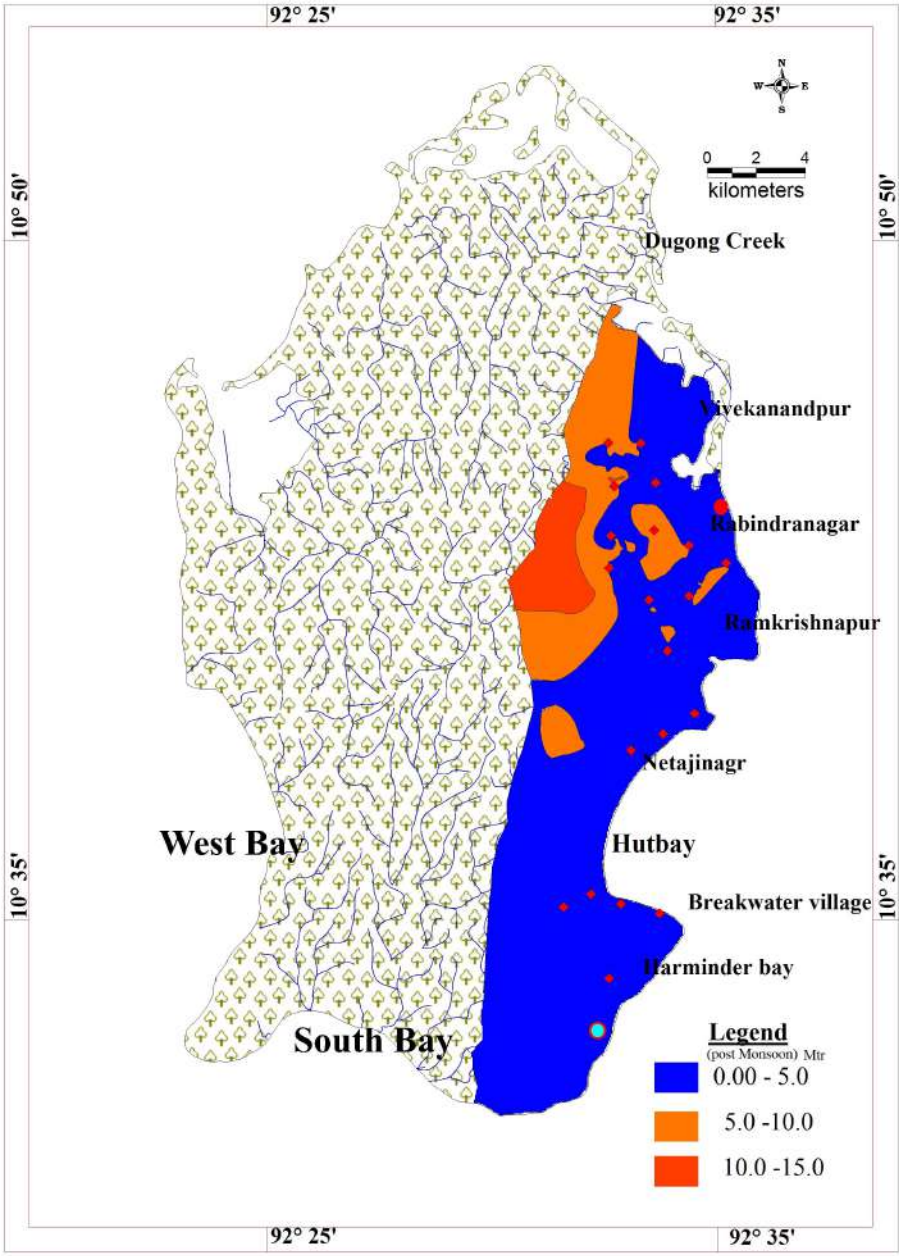 92° 25'
92° 35'
N
W E
S
0 2 4
kilometers
10° 50'
10° 50'
Dugong Creek
Vivekanandpur
Rabindranagar
Ramkrishnapur
Netajinagr
West Bay
Hutbay
10° 35'
10° 35'
Breakwater village
Harminder bay
South Bay
Legend
(post Monsoon) Mtr
0.00 - 5.0
5.0 -10.0
10.0 -15.0
92° 25'
92° 35'